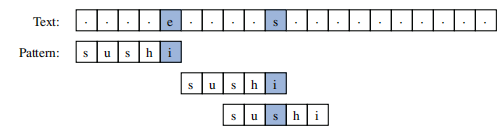 Text: . . . . e . . . . s . . . . . . . . . .
Pattern: s u s h i
s u s h i
s u s h i